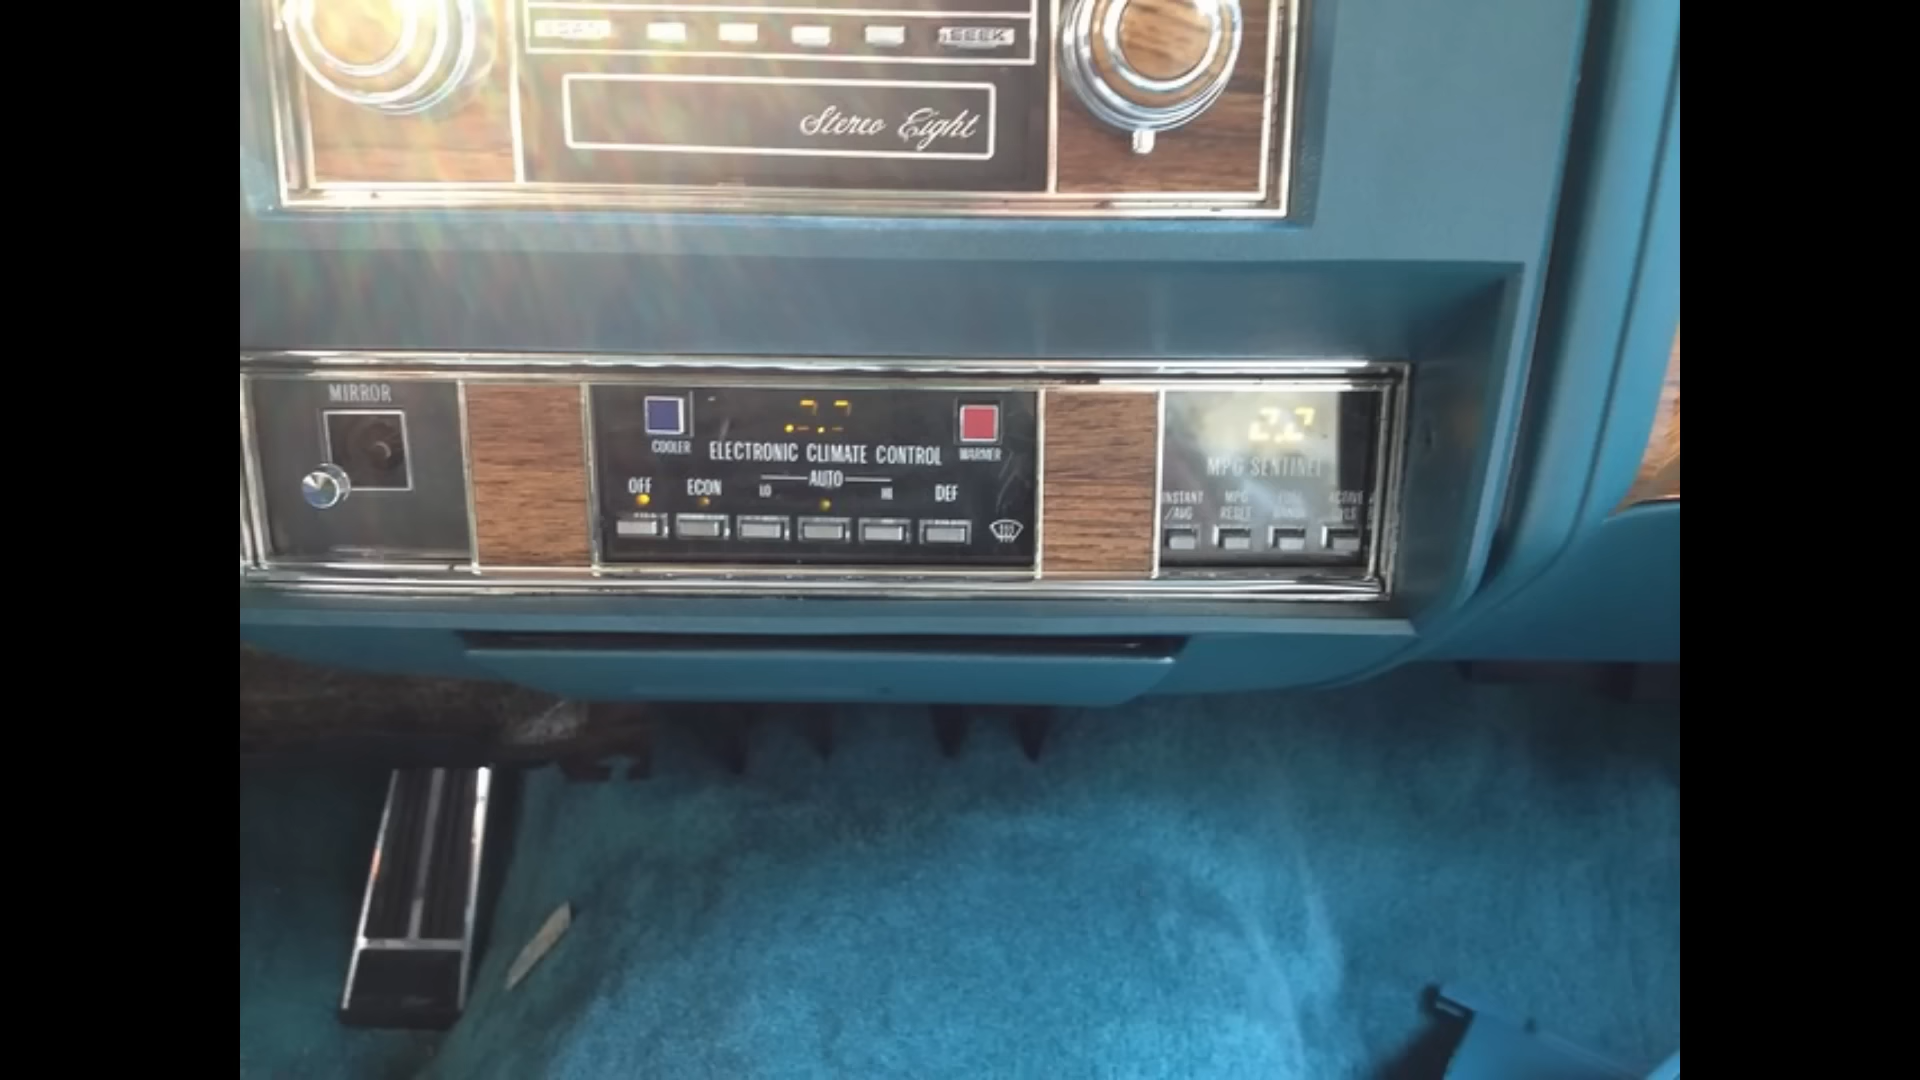 SEEK
Stereo Eight
MIRROR
COOLER
WARMER
ELECTRONIC CLIMATE CONTROL
AUTO
OFF ECON LO HI DEF
MPG SENTINEL
INSTANT /AVG
MPG RESET